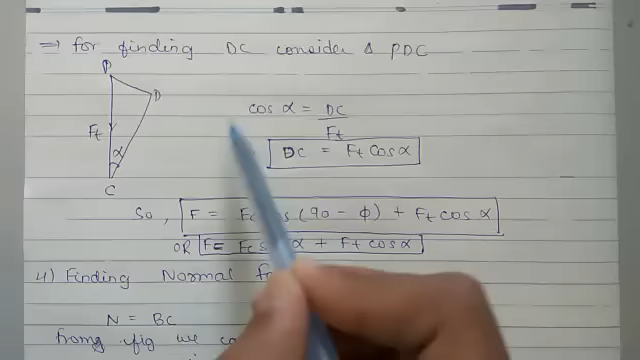 ⇒ for finding DC consider Δ PDC
P
D
Ft
α
C
cos α = DC
Ft
DC = Ft cos α
So, F = (90 - φ) + Ft cos α
OR F = α + Ft cos α
4) Finding Normal
N = BC
from fig we